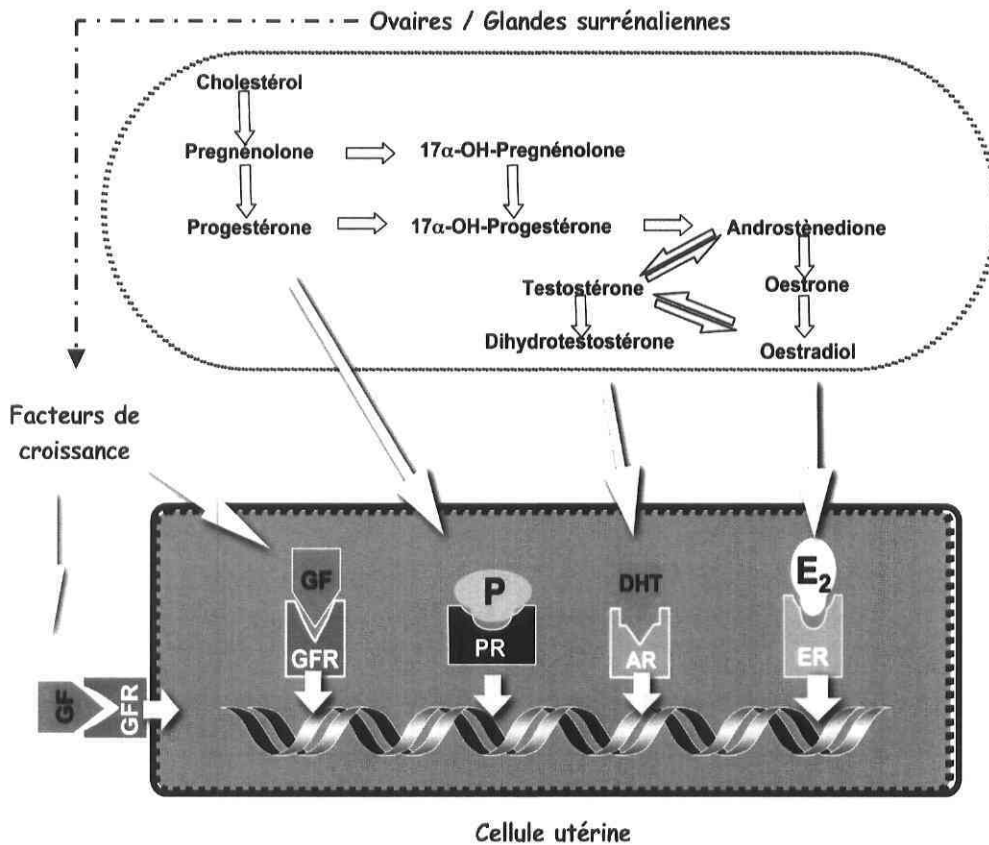 Ovaires / Glandes surrénaliennes
Cholestérol
Pregnénolone
17α-OH-Pregnénolone
Progestérone
17α-OH-Progestérone
Androstènedione
Testostérone
Oestrone
Dihydrotestostérone
Oestradiol
Facteurs de
croissance
GF
GFR
P
PR
DHT
AR
E2
ER
GF
GFR
Cellule utérine